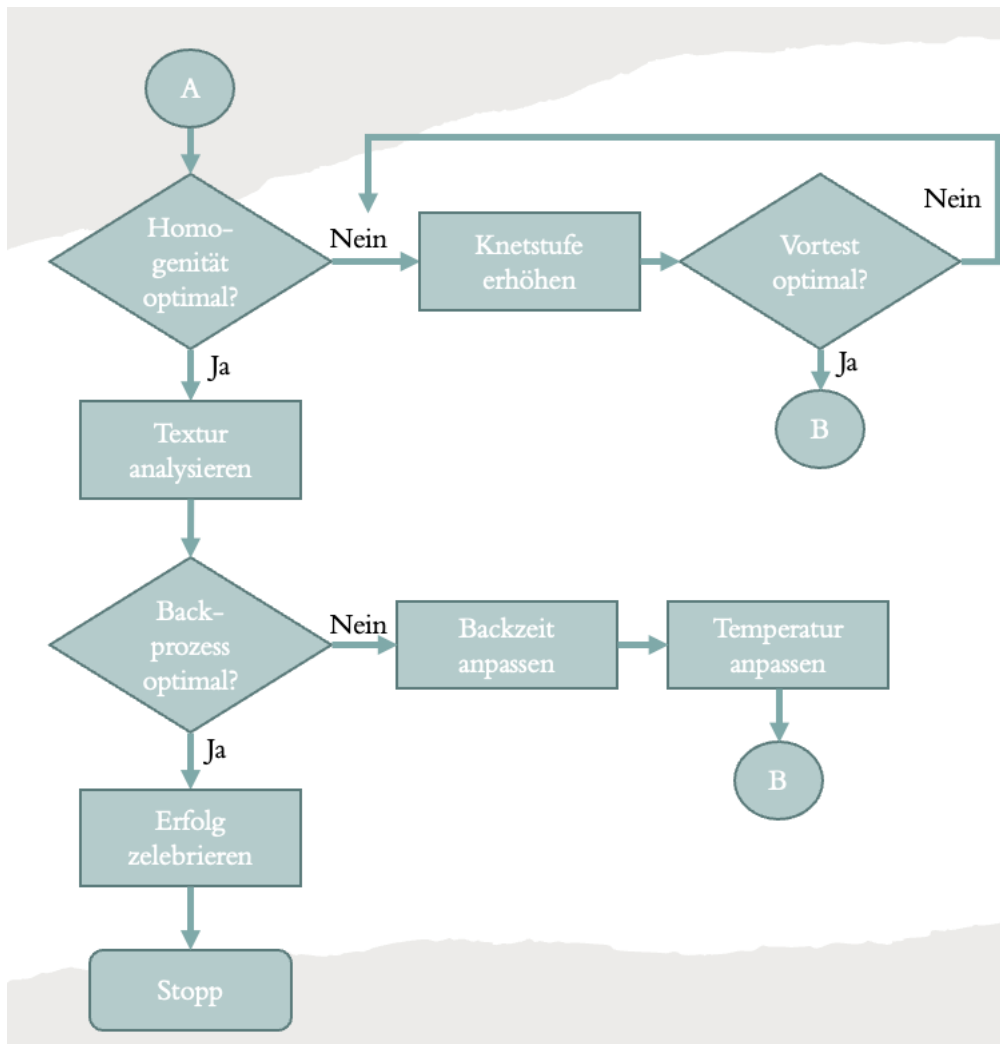 A
Homo-
genität
optimal?
Nein
Knetstufe
erhöhen
Vortest
optimal?
Nein
Ja
Ja
B
Textur
analysieren
Back-
prozess
optimal?
Nein
Backzeit
anpassen
Temperatur
anpassen
Ja
B
Erfolg
zelebrieren
Stopp